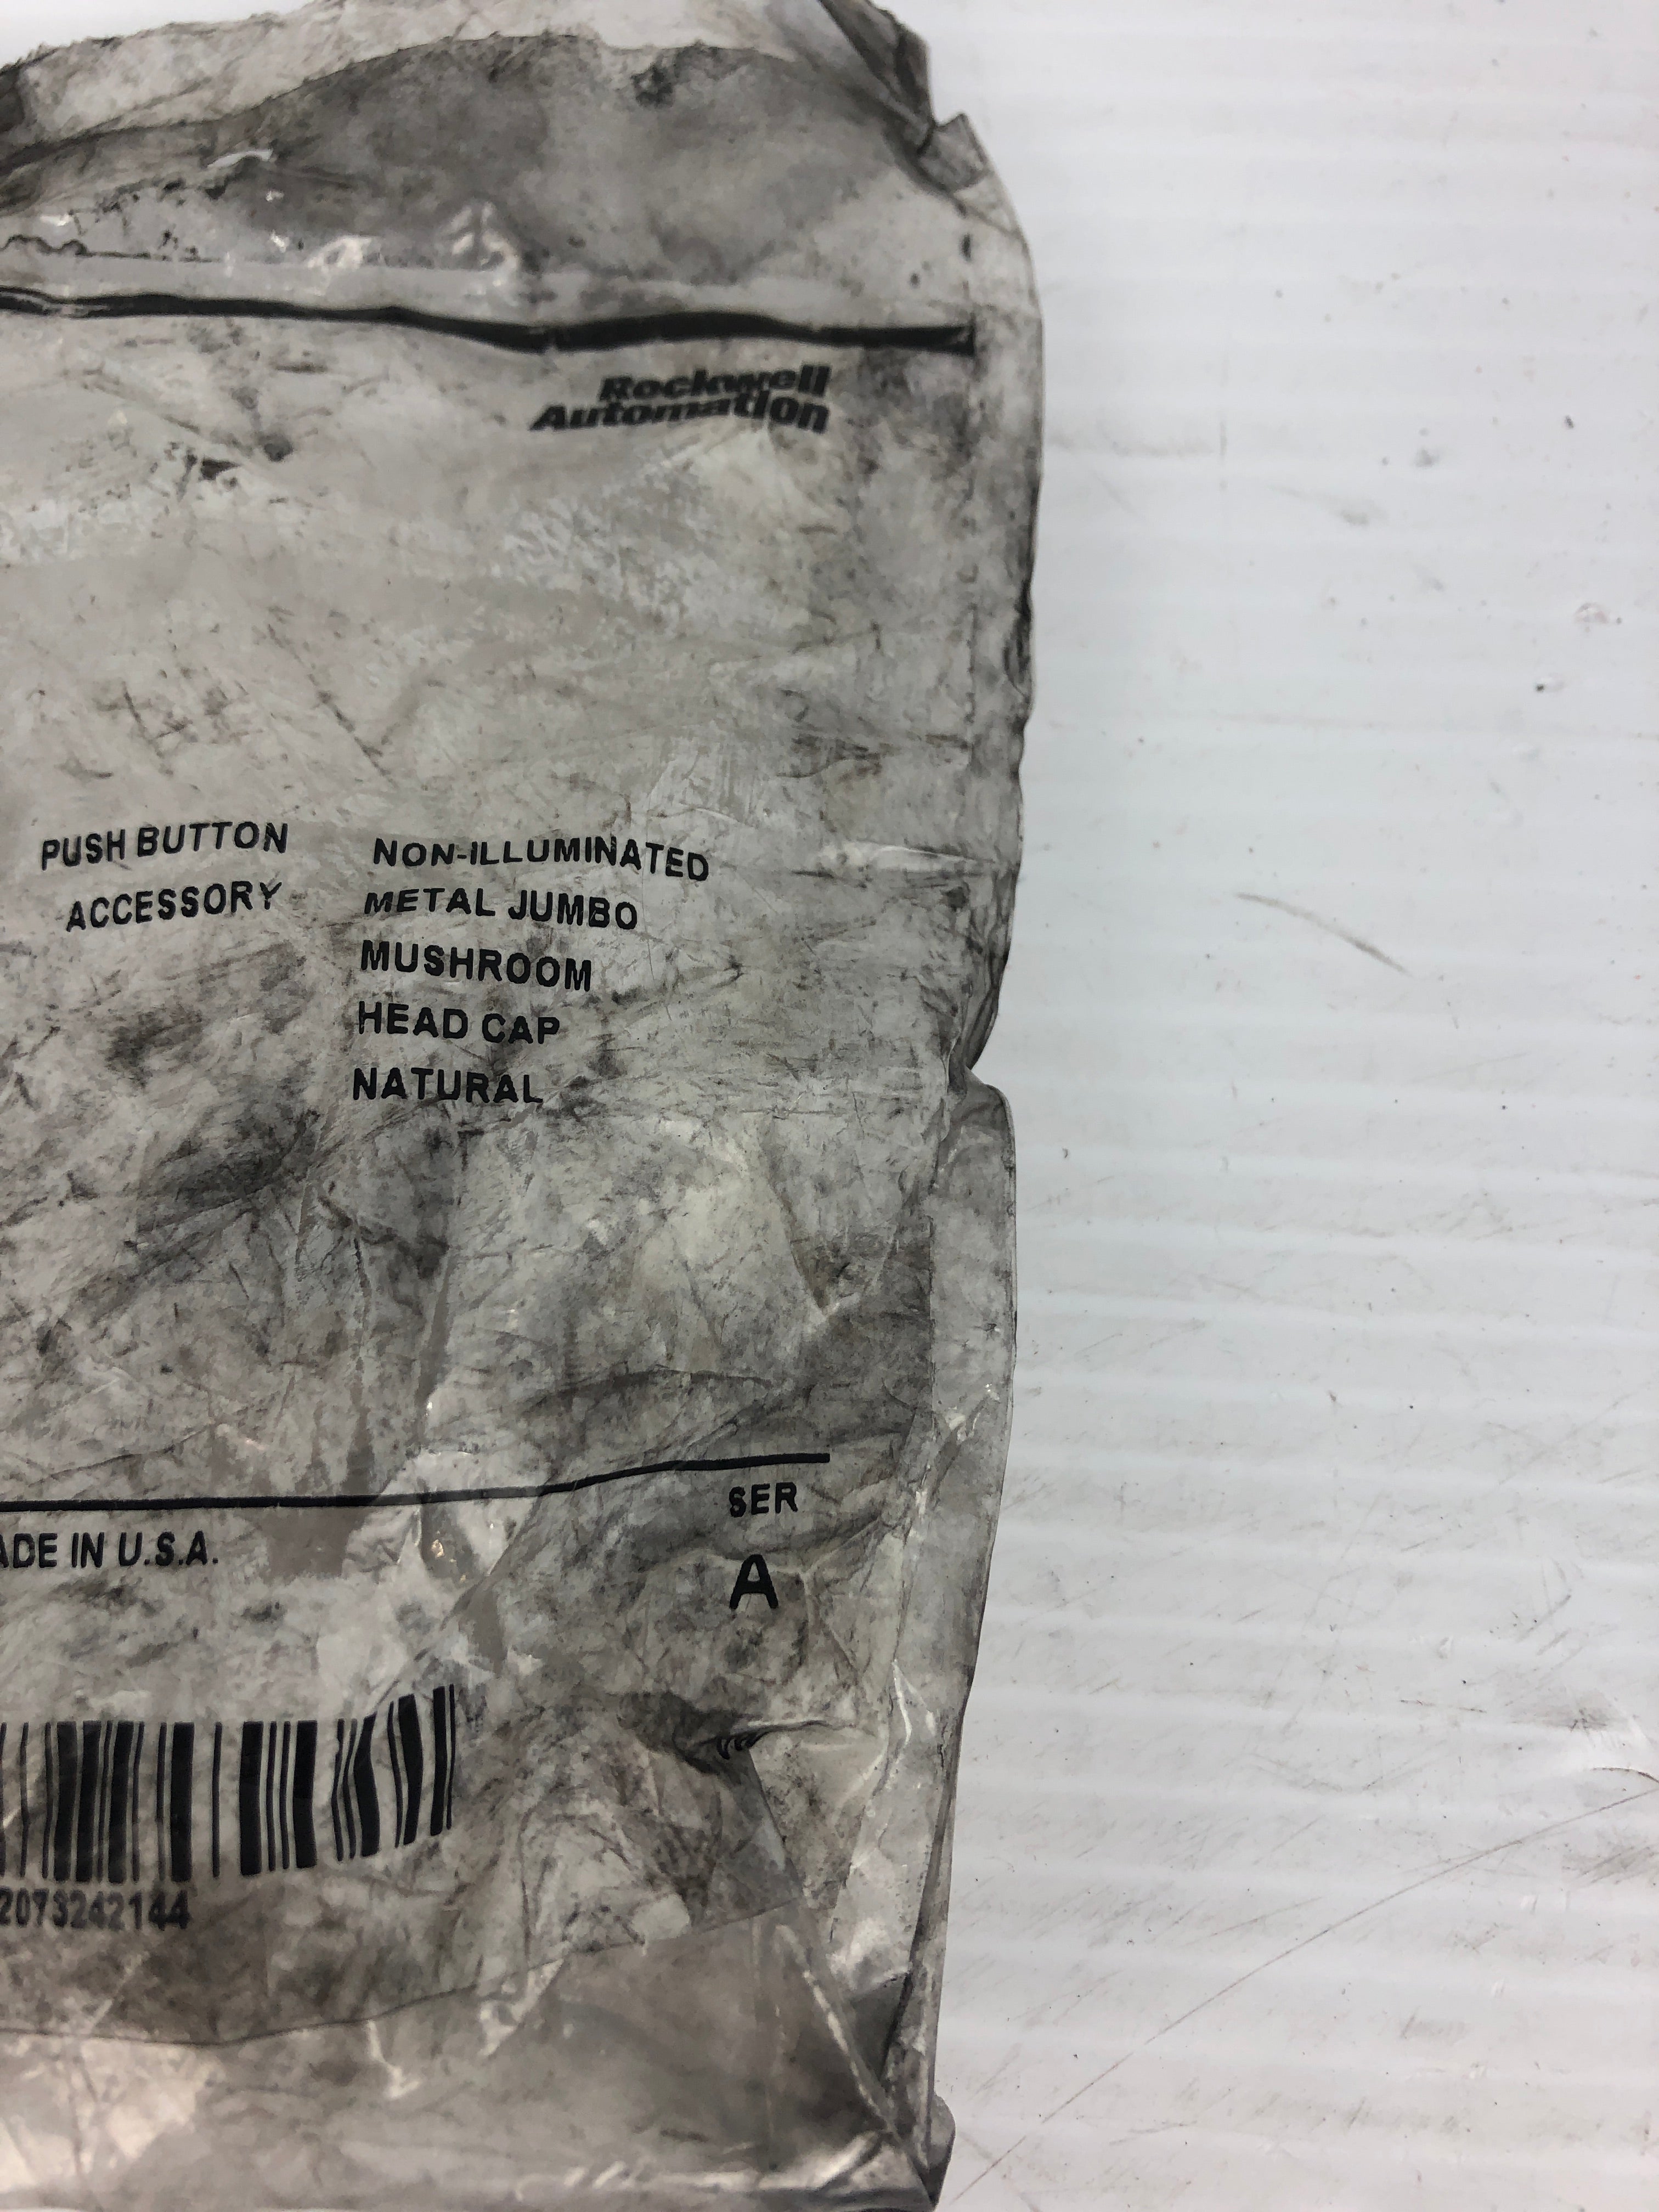 Rockwell
Automation
PUSH BUTTON
ACCESSORY
NON-ILLUMINATED
METAL JUMBO
MUSHROOM
HEAD CAP
NATURAL
SER
A
ADE IN U.S.A.
2073242144